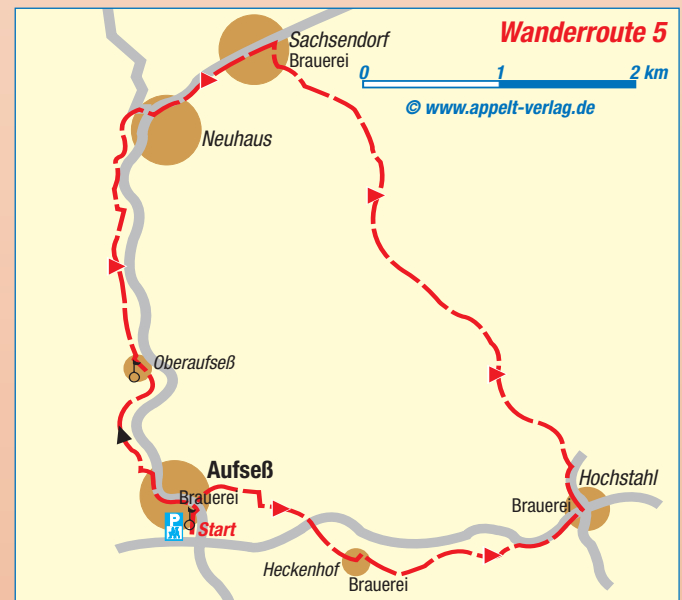 Wanderroute 5
0 1 2 km
© www.appelt-verlag.de
Sachsendorf
Brauerei
Neuhaus
Oberaufseß
Aufseß
Brauerei
P
Start
Hochstahl
Brauerei
Heckenhof
Brauerei